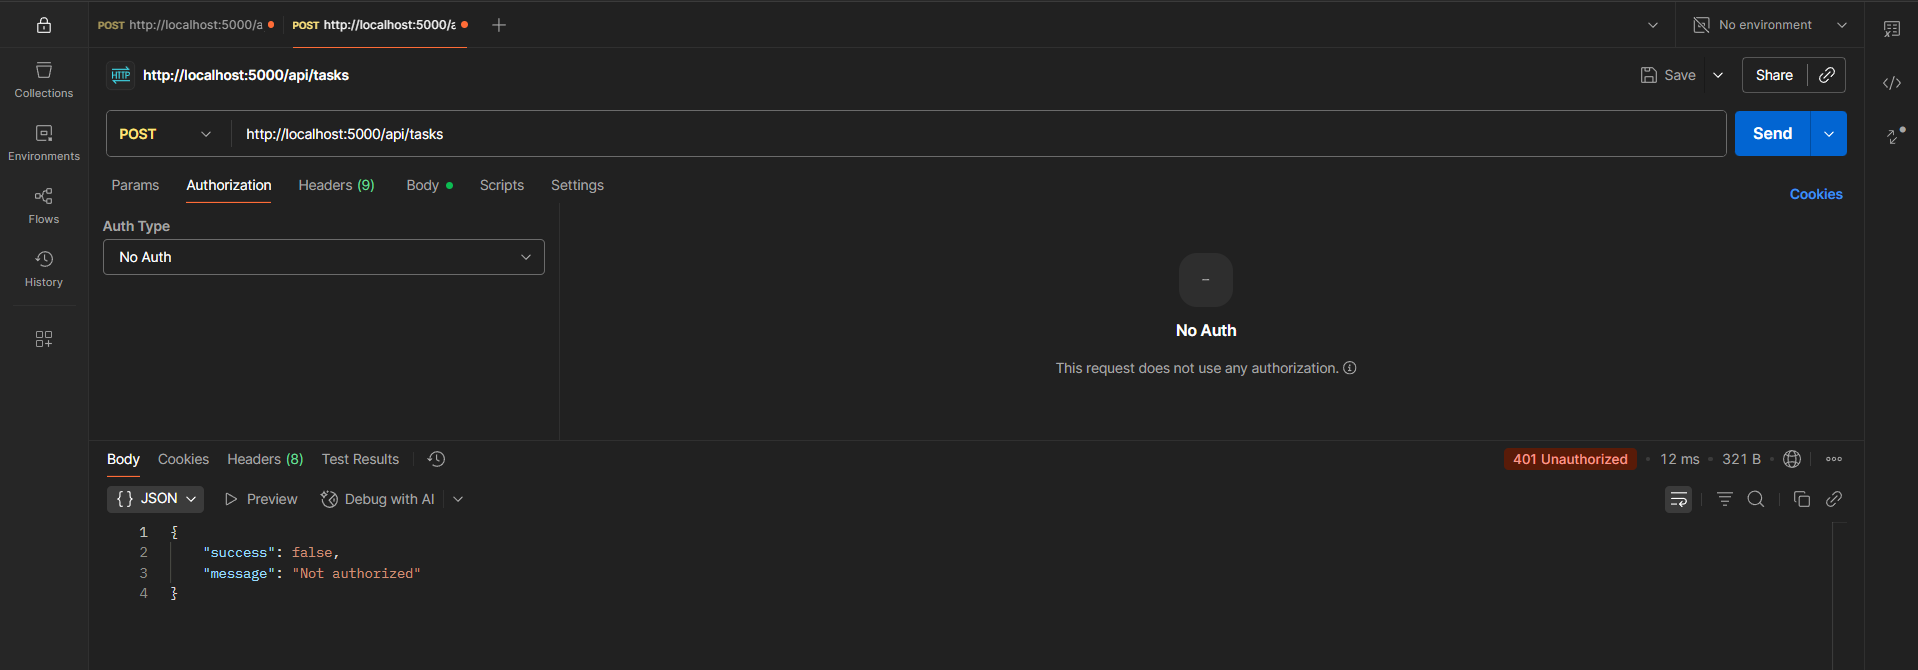 POST http://localhost:5000/a
POST http://localhost:5000/a
No environment
Collections
Environments
Flows
History
HTTP
http://localhost:5000/api/tasks
Save
Share
POST
http://localhost:5000/api/tasks
Send
Params
Authorization
Headers (9)
Body
Scripts
Settings
Cookies
Auth Type
No Auth
No Auth
This request does not use any authorization.
Body
Cookies
Headers (8)
Test Results
401 Unauthorized
12 ms
321 B
{ } JSON
Preview
Debug with AI
1 {
2 "success": false,
3 "message": "Not authorized"
4 }